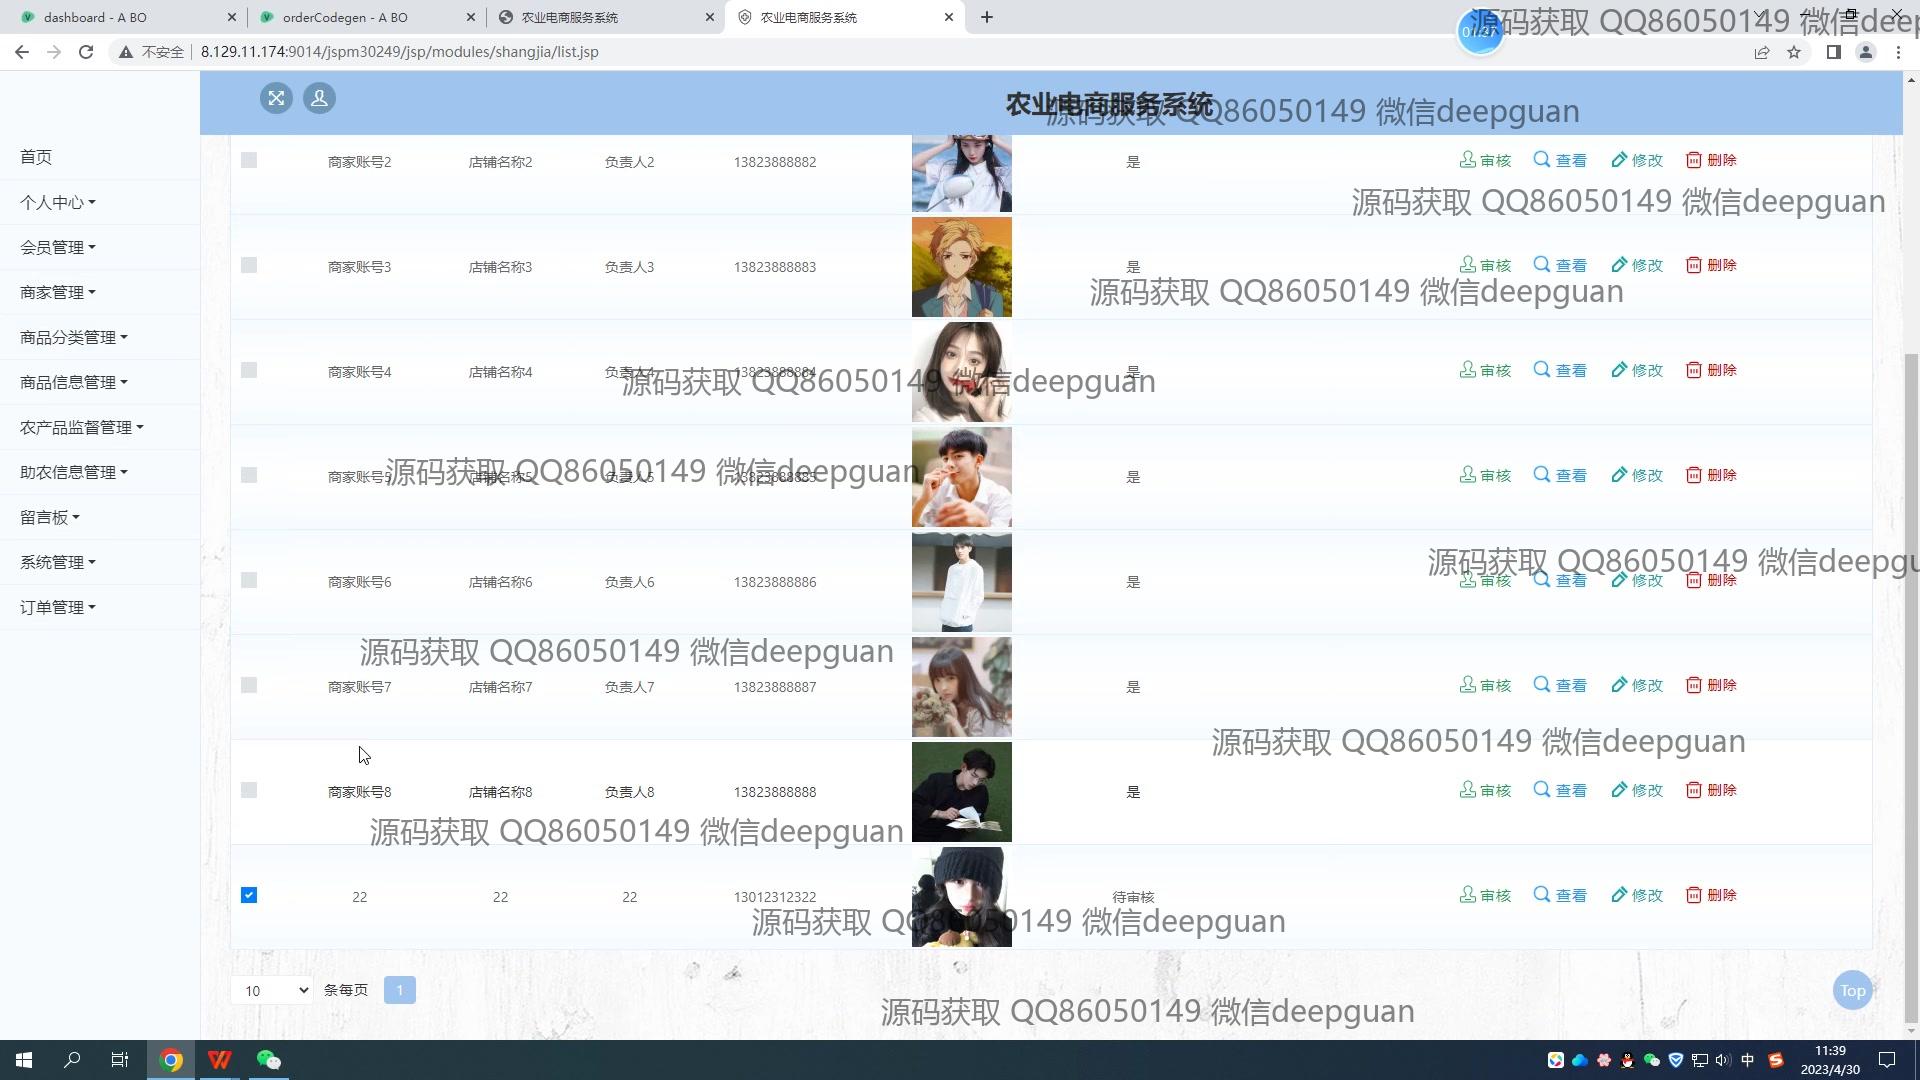 dashboard - A BO
orderCodegen - A BO
农业电商服务系统
农业电商服务系统
不安全
8.129.11.174:9014/jspm30249/jsp/modules/shangjia/list.jsp
01:27
源码获取 QQ86050149 微信deep
农业电商服务系统
源码获取 QQ86050149 微信deepguan
首页
个人中心
会员管理
商家管理
商品分类管理
商品信息管理
农产品监督管理
助农信息管理
留言板
系统管理
订单管理
商家账号2 店铺名称2 负责人2 13823888882 是 审核 查看 修改 删除
源码获取 QQ86050149 微信deepguan
商家账号3 店铺名称3 负责人3 13823888883 是 审核 查看 修改 删除
源码获取 QQ86050149 微信deepguan
商家账号4 店铺名称4 负责人4 13823888884 是 审核 查看 修改 删除
源码获取 QQ86050149 微信deepguan
商家账号5 店铺名称5 负责人5 13823888885 是 审核 查看 修改 删除
源码获取 QQ86050149 微信deepguan
源码获取 QQ86050149 微信deepgu
商家账号6 店铺名称6 负责人6 13823888886 是 审核 查看 修改 删除
源码获取 QQ86050149 微信deepguan
商家账号7 店铺名称7 负责人7 13823888887 是 审核 查看 修改 删除
源码获取 QQ86050149 微信deepguan
商家账号8 店铺名称8 负责人8 13823888888 是 审核 查看 修改 删除
源码获取 QQ86050149 微信deepguan
22 22 22 13012312322 待审核 审核 查看 修改 删除
源码获取 QQ86050149 微信deepguan
10 条每页 1
Top
源码获取 QQ86050149 微信deepguan
中
11:39
2023/4/30